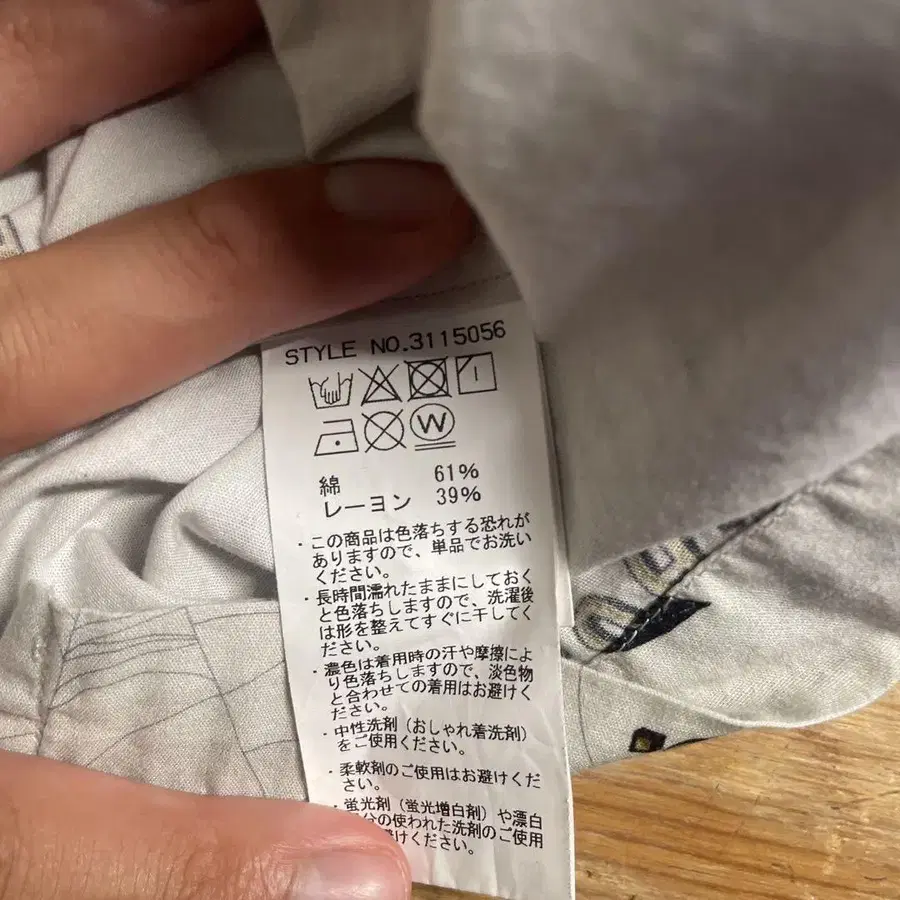 STYLE NO.3115056
W
綿 61%
レーヨン 39%
・この商品は色落ちする恐れが
ありますので、単品でお洗い
ください。
・長時間濡れたままにしておく
と色落ちしますので、洗濯後
は形を整えてすぐに干してく
ださい。
・濃色は着用時の汗や摩擦によ
り色落ちしますので、淡色物
と合わせての着用はお避けく
ださい。
・中性洗剤（おしゃれ着洗剤）
をご使用ください。
・柔軟剤のご使用はお避けくだ
さい。
・蛍光剤（蛍光増白剤）や漂白
分の使われた洗剤のご使用
避けください。